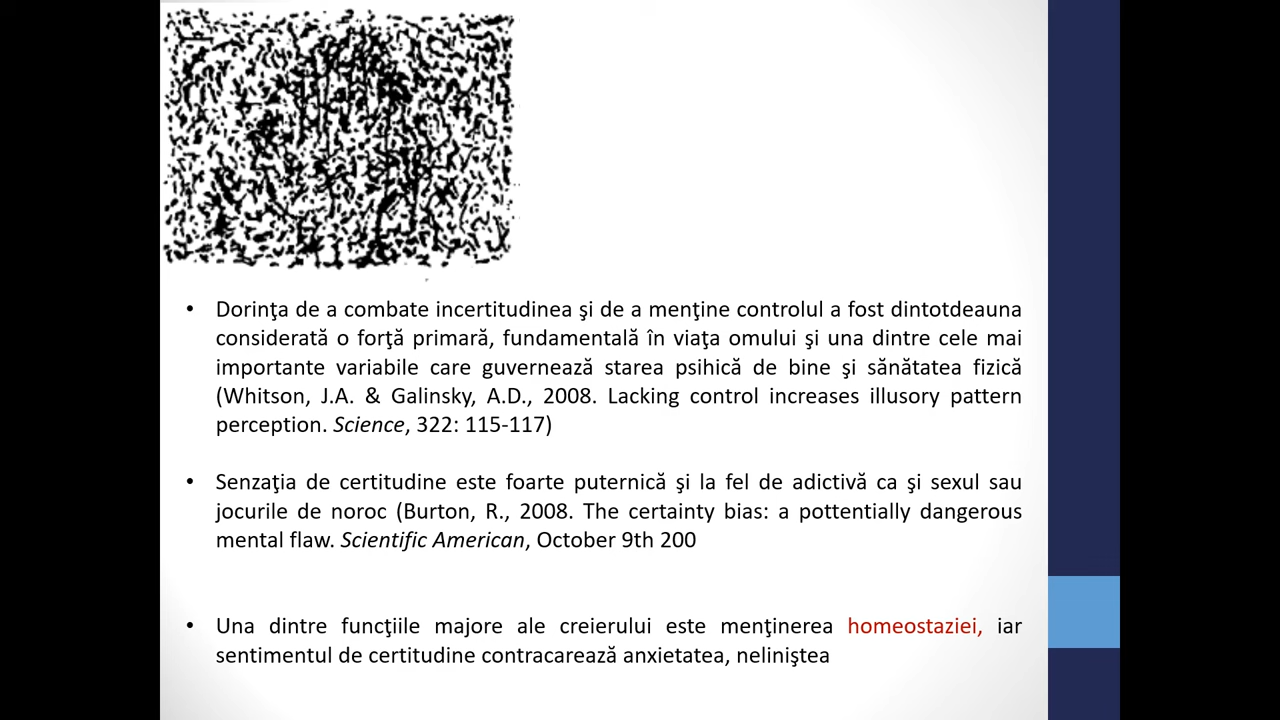 • Dorinţa de a combate incertitudinea şi de a menţine controlul a fost dintotdeauna
considerată o forţă primară, fundamentală în viaţa omului şi una dintre cele mai
importante variabile care guvernează starea psihică de bine şi sănătatea fizică
(Whitson, J.A. & Galinsky, A.D., 2008. Lacking control increases illusory pattern
perception. Science, 322: 115-117)
• Senzaţia de certitudine este foarte puternică şi la fel de adictivă ca şi sexul sau
jocurile de noroc (Burton, R., 2008. The certainty bias: a pottentially dangerous
mental flaw. Scientific American, October 9th 200
• Una dintre funcţiile majore ale creierului este menţinerea homeostaziei, iar
sentimentul de certitudine contracarează anxietatea, neliniştea